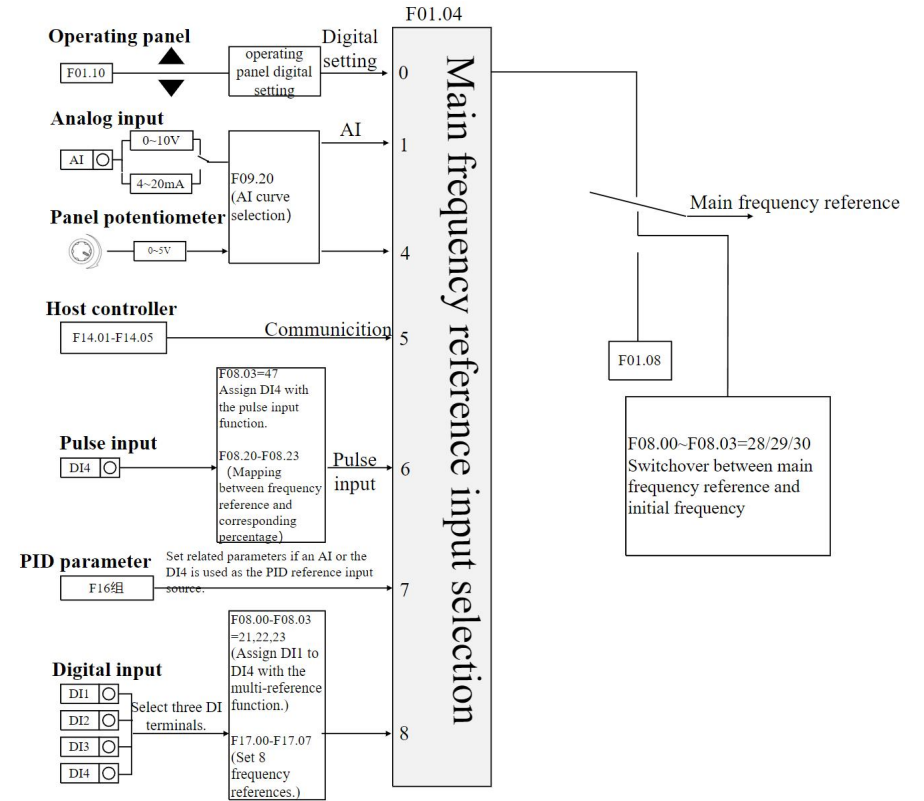 F01.04
Operating panel
F01.10
operating
panel digital
setting
Digital
setting
0
Analog input
AI
0~10V
4~20mA
F09.20
(AI curve
selection)
AI
1
Panel potentiometer
0~5V
4
Host controller
F14.01-F14.05
Communicition
5
Pulse input
DI4
F08.03=47
Assign DI4 with
the pulse input
function.
F08.20-F08.23
(Mapping
between frequency
reference and
corresponding
percentage)
Pulse
input
6
PID parameter
F16组
Set related parameters if an AI or the
DI4 is used as the PID reference input
source.
7
Digital input
DI1
DI2
DI3
DI4
Select three DI
terminals.
F08.00-F08.03
=21,22,23
(Assign DI1 to
DI4 with the
multi-reference
function.)
F17.00-F17.07
(Set 8
frequency
references.)
8
Main frequency reference input selection
Main frequency reference
F01.08
F08.00~F08.03=28/29/30
Switchover between main
frequency reference and
initial frequency